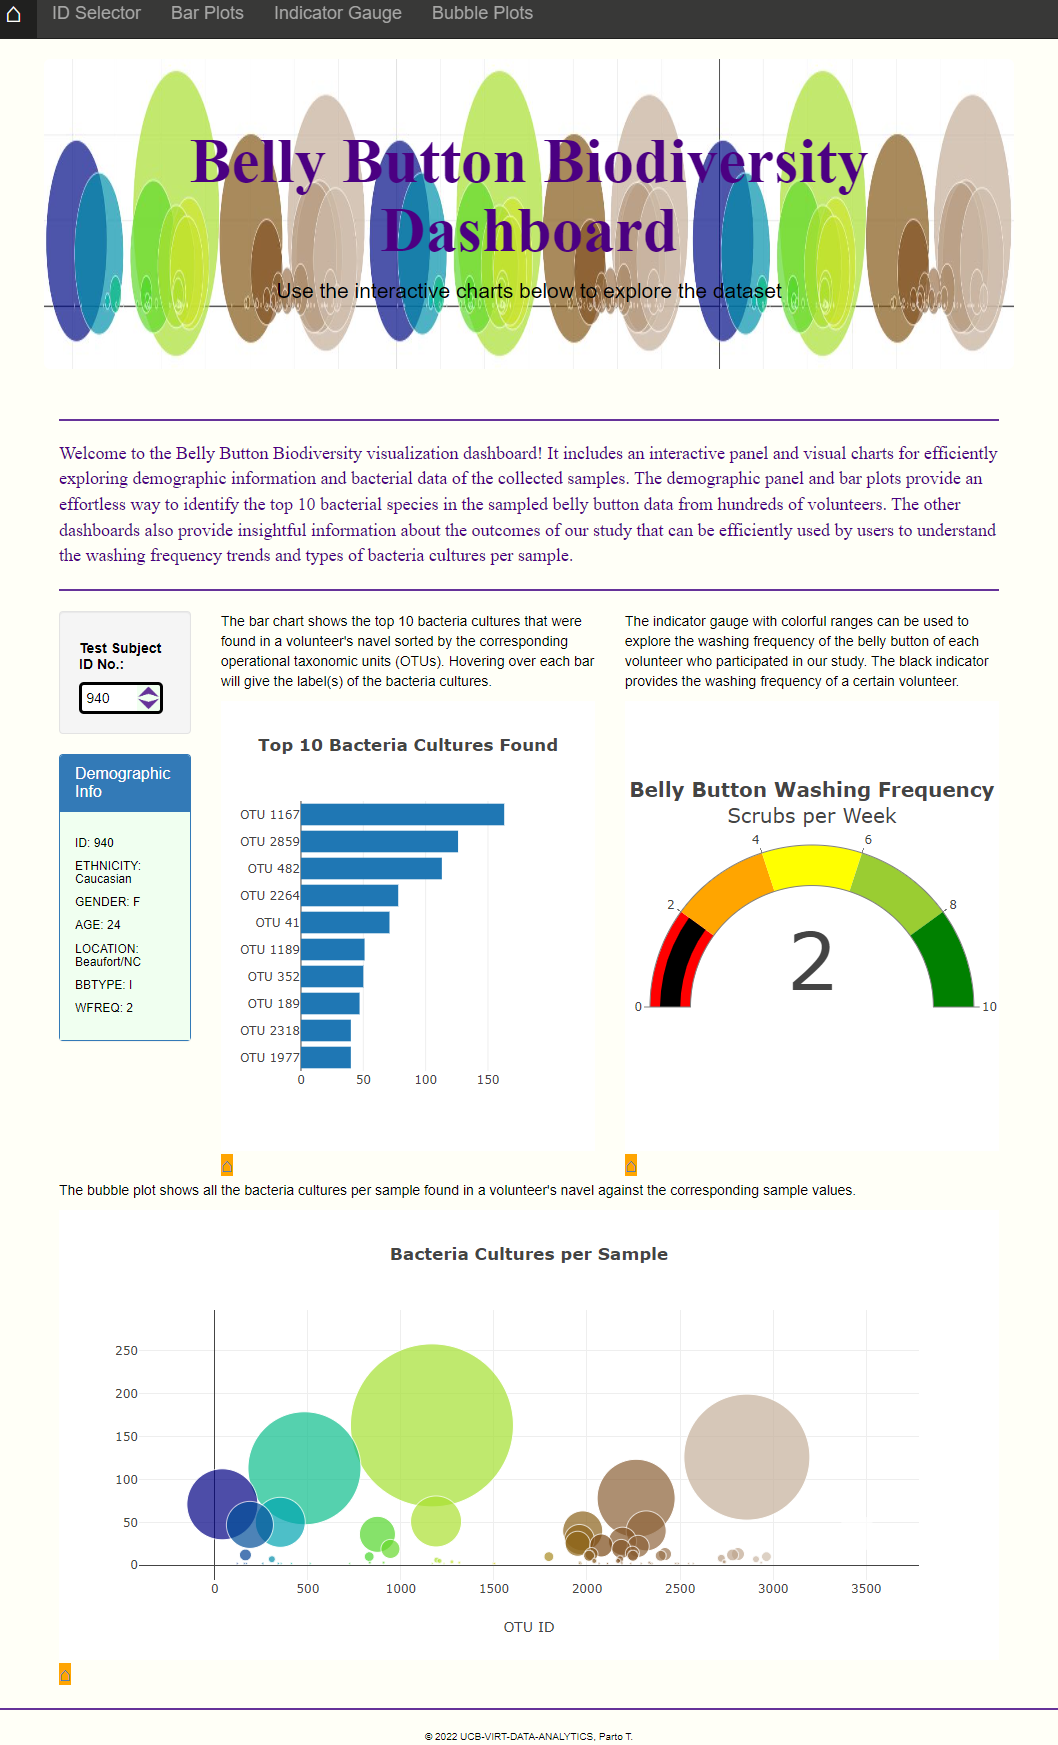 ID Selector Bar Plots Indicator Gauge Bubble Plots
Belly Button Biodiversity
Dashboard
Use the interactive charts below to explore the dataset
Welcome to the Belly Button Biodiversity visualization dashboard! It includes an interactive panel and visual charts for efficiently
exploring demographic information and bacterial data of the collected samples. The demographic panel and bar plots provide an
effortless way to identify the top 10 bacterial species in the sampled belly button data from hundreds of volunteers. The other
dashboards also provide insightful information about the outcomes of our study that can be efficiently used by users to understand
the washing frequency trends and types of bacteria cultures per sample.
Test Subject
ID No.:
940
Demographic
Info
ID: 940
ETHNICITY:
Caucasian
GENDER: F
AGE: 24
LOCATION:
Beaufort/NC
BBTYPE: I
WFREQ: 2
The bar chart shows the top 10 bacteria cultures that were
found in a volunteer's navel sorted by the corresponding
operational taxonomic units (OTUs). Hovering over each bar
will give the label(s) of the bacteria cultures.
Top 10 Bacteria Cultures Found
OTU 1167
OTU 2859
OTU 482
OTU 2264
OTU 41
OTU 1189
OTU 352
OTU 189
OTU 2318
OTU 1977
0 50 100 150
The indicator gauge with colorful ranges can be used to
explore the washing frequency of the belly button of each
volunteer who participated in our study. The black indicator
provides the washing frequency of a certain volunteer.
Belly Button Washing Frequency
Scrubs per Week
4 6
2 8
2
0 10
The bubble plot shows all the bacteria cultures per sample found in a volunteer's navel against the corresponding sample values.
Bacteria Cultures per Sample
250
200
150
100
50
0
0 500 1000 1500 2000 2500 3000 3500
OTU ID
© 2022 UCB-VIRT-DATA-ANALYTICS, Parto T.